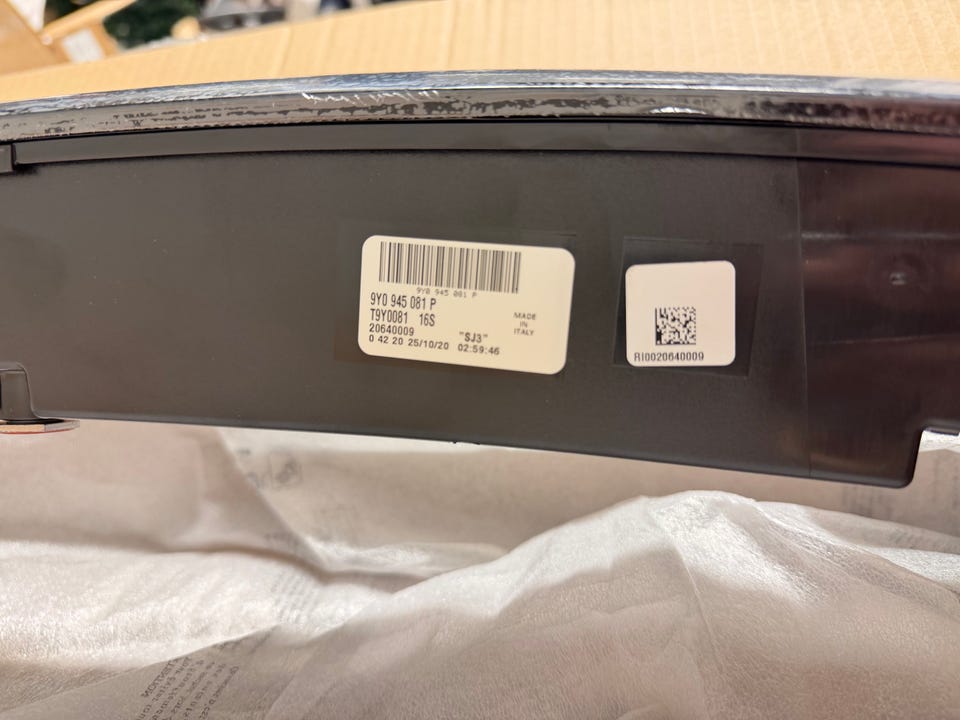 9Y0 945 081 P
9Y0 945 081 P
T9Y0081 16S
20640009 "SJ3"
0 42 20 25/10/20 02:59:46
MADE
IN
ITALY
RI0020640009